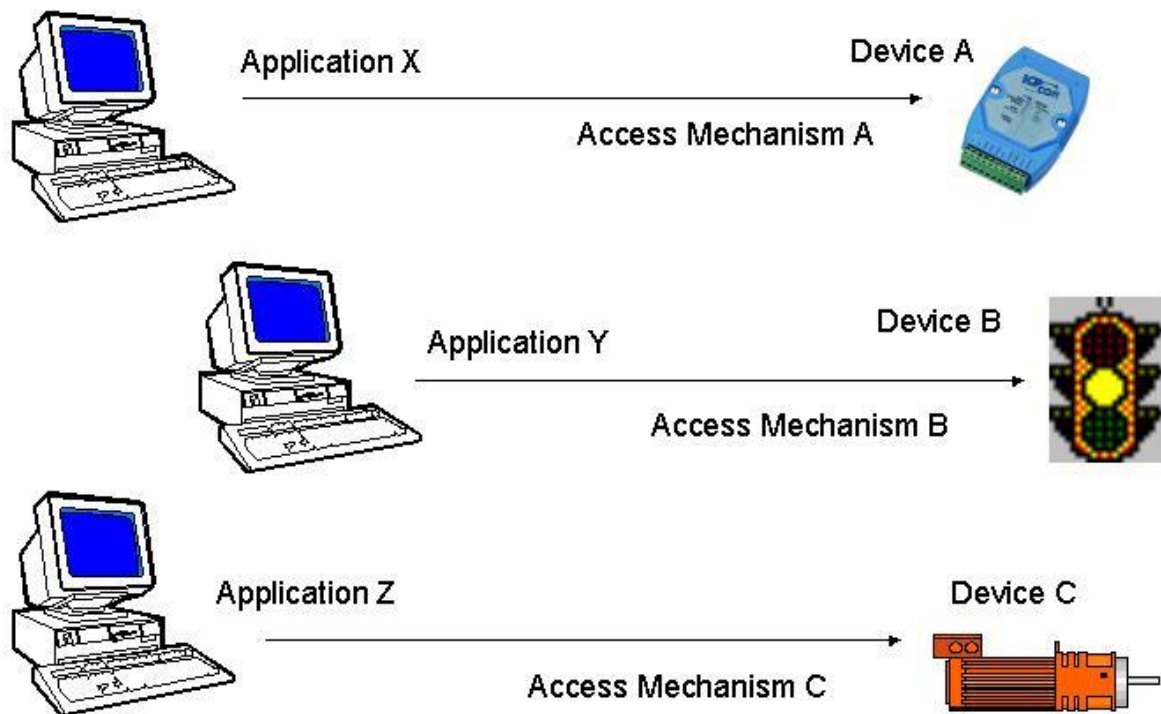 Application X
Device A
Access Mechanism A
Application Y
Device B
Access Mechanism B
Application Z
Device C
Access Mechanism C